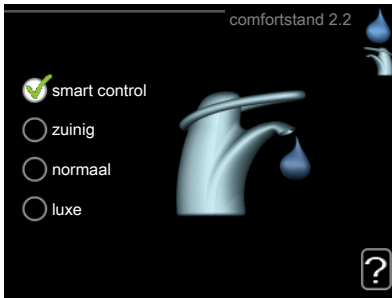 comfortstand 2.2
smart control
zuinig
normaal
luxe
?